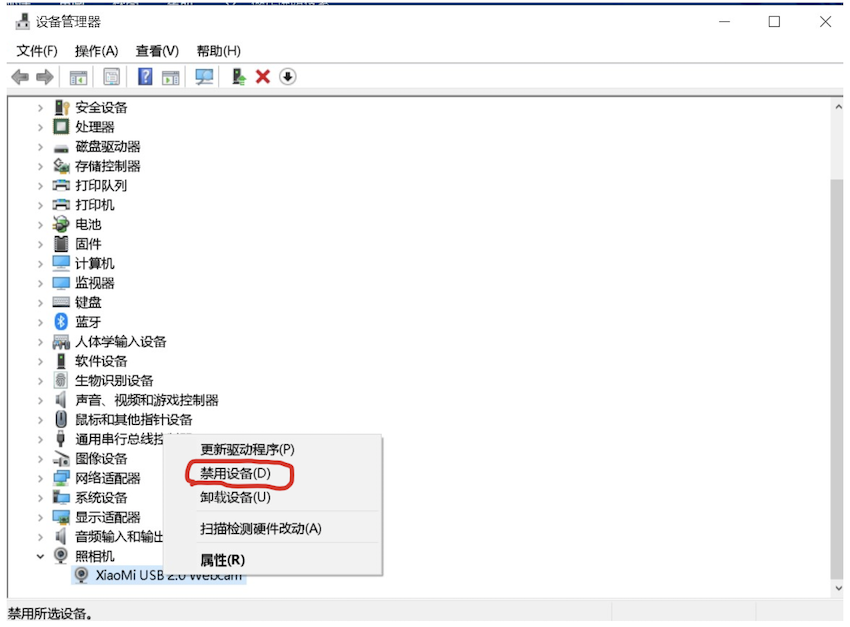 设备管理器
文件(F) 操作(A) 查看(V) 帮助(H)
安全设备
处理器
磁盘驱动器
存储控制器
打印队列
打印机
电池
固件
计算机
监视器
键盘
蓝牙
人体学输入设备
软件设备
生物识别设备
声音、视频和游戏控制器
鼠标和其他指针设备
通用串行总线控
图像设备
网络适配器
系统设备
显示适配器
音频输入和输出
照相机
XiaoMi USB 2.0 Webcam
更新驱动程序(P)
禁用设备(D)
卸载设备(U)
扫描检测硬件改动(A)
属性(R)
禁用所选设备。